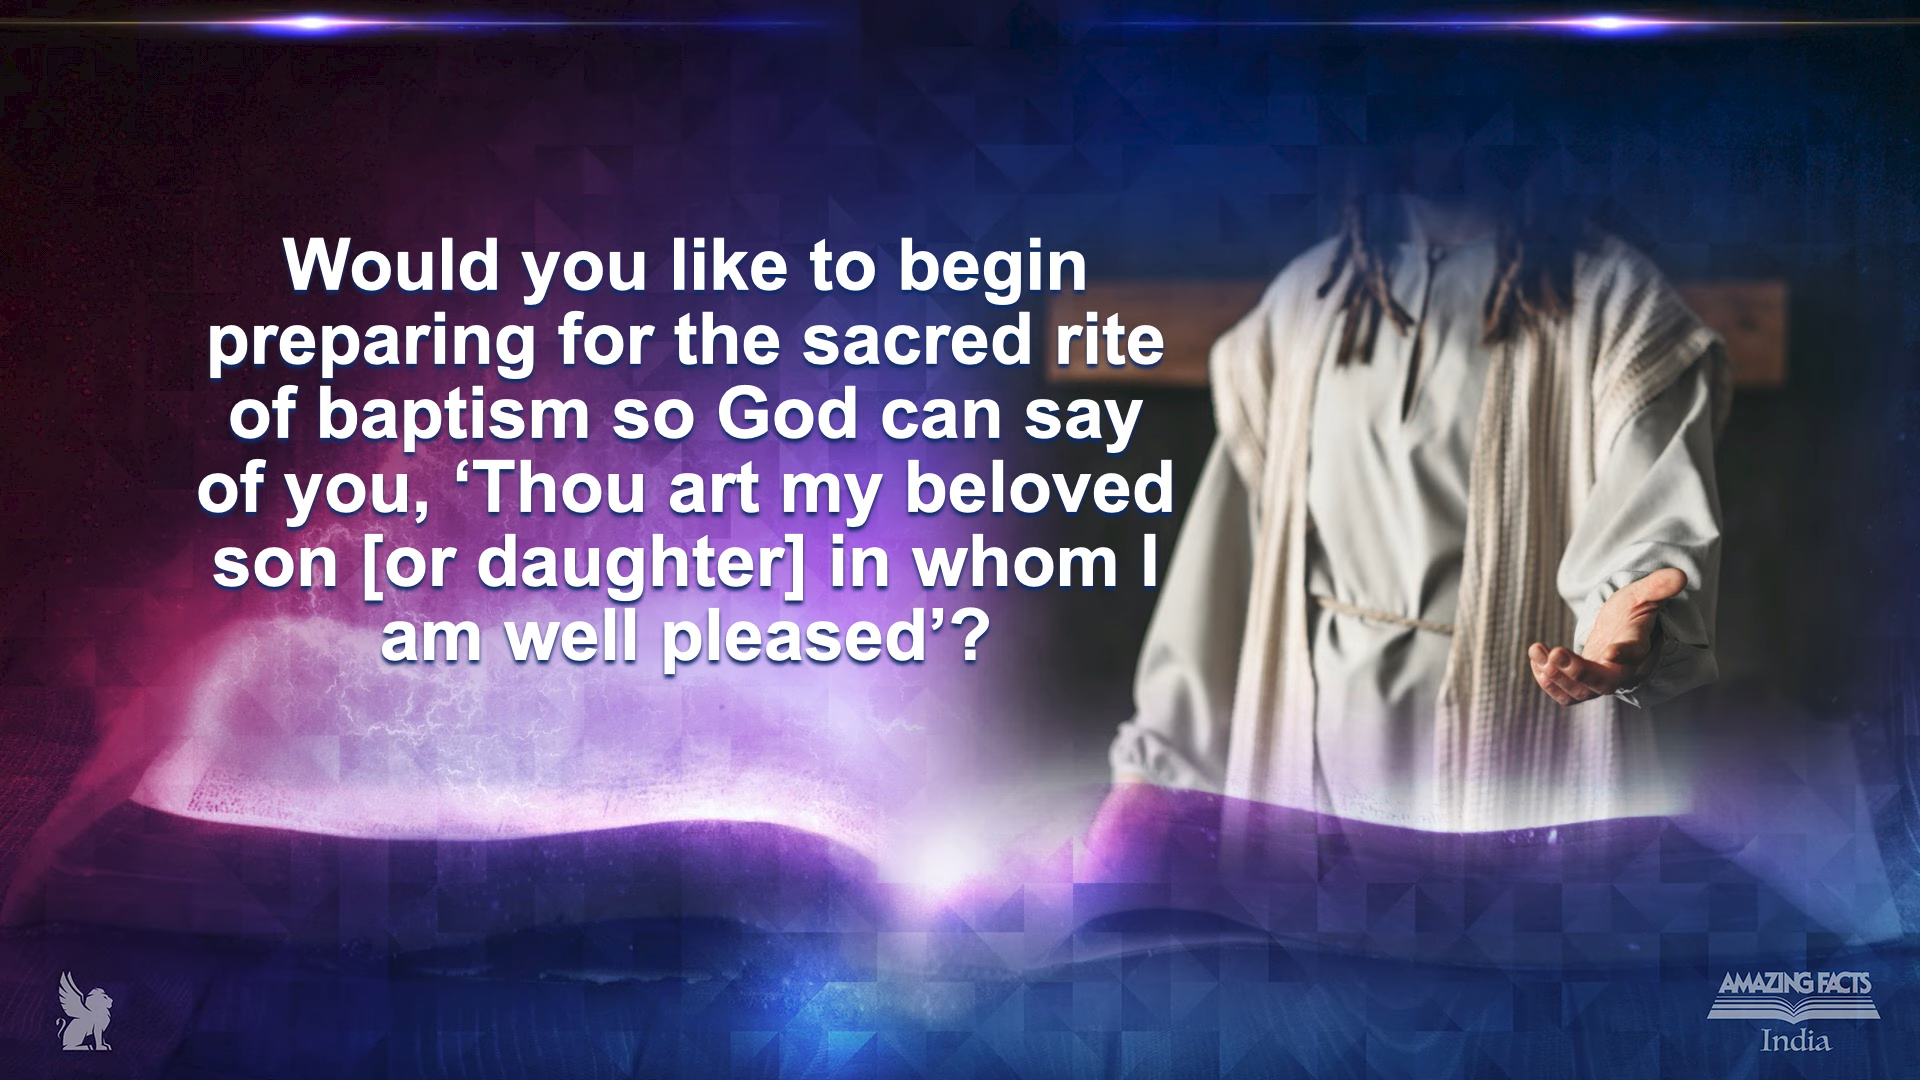 Would you like to begin
preparing for the sacred rite
of baptism so God can say
of you, ‘Thou art my beloved
son [or daughter] in whom I
am well pleased’?
AMAZING FACTS
India